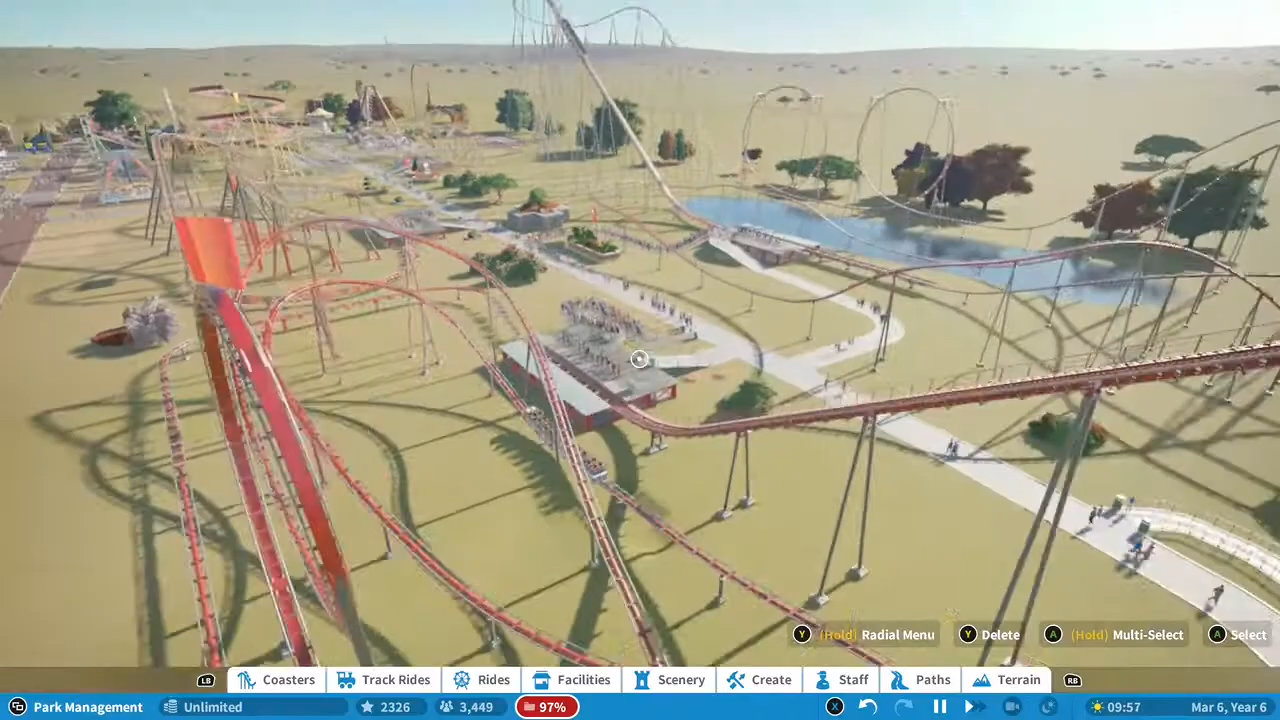 Y (Hold) Radial Menu Y Delete A (Hold) Multi-Select A Select
LB Coasters Track Rides Rides Facilities Scenery Create Staff Paths Terrain RB
Park Management Unlimited 2326 3,449 97% X 09:57 Mar 6, Year 6